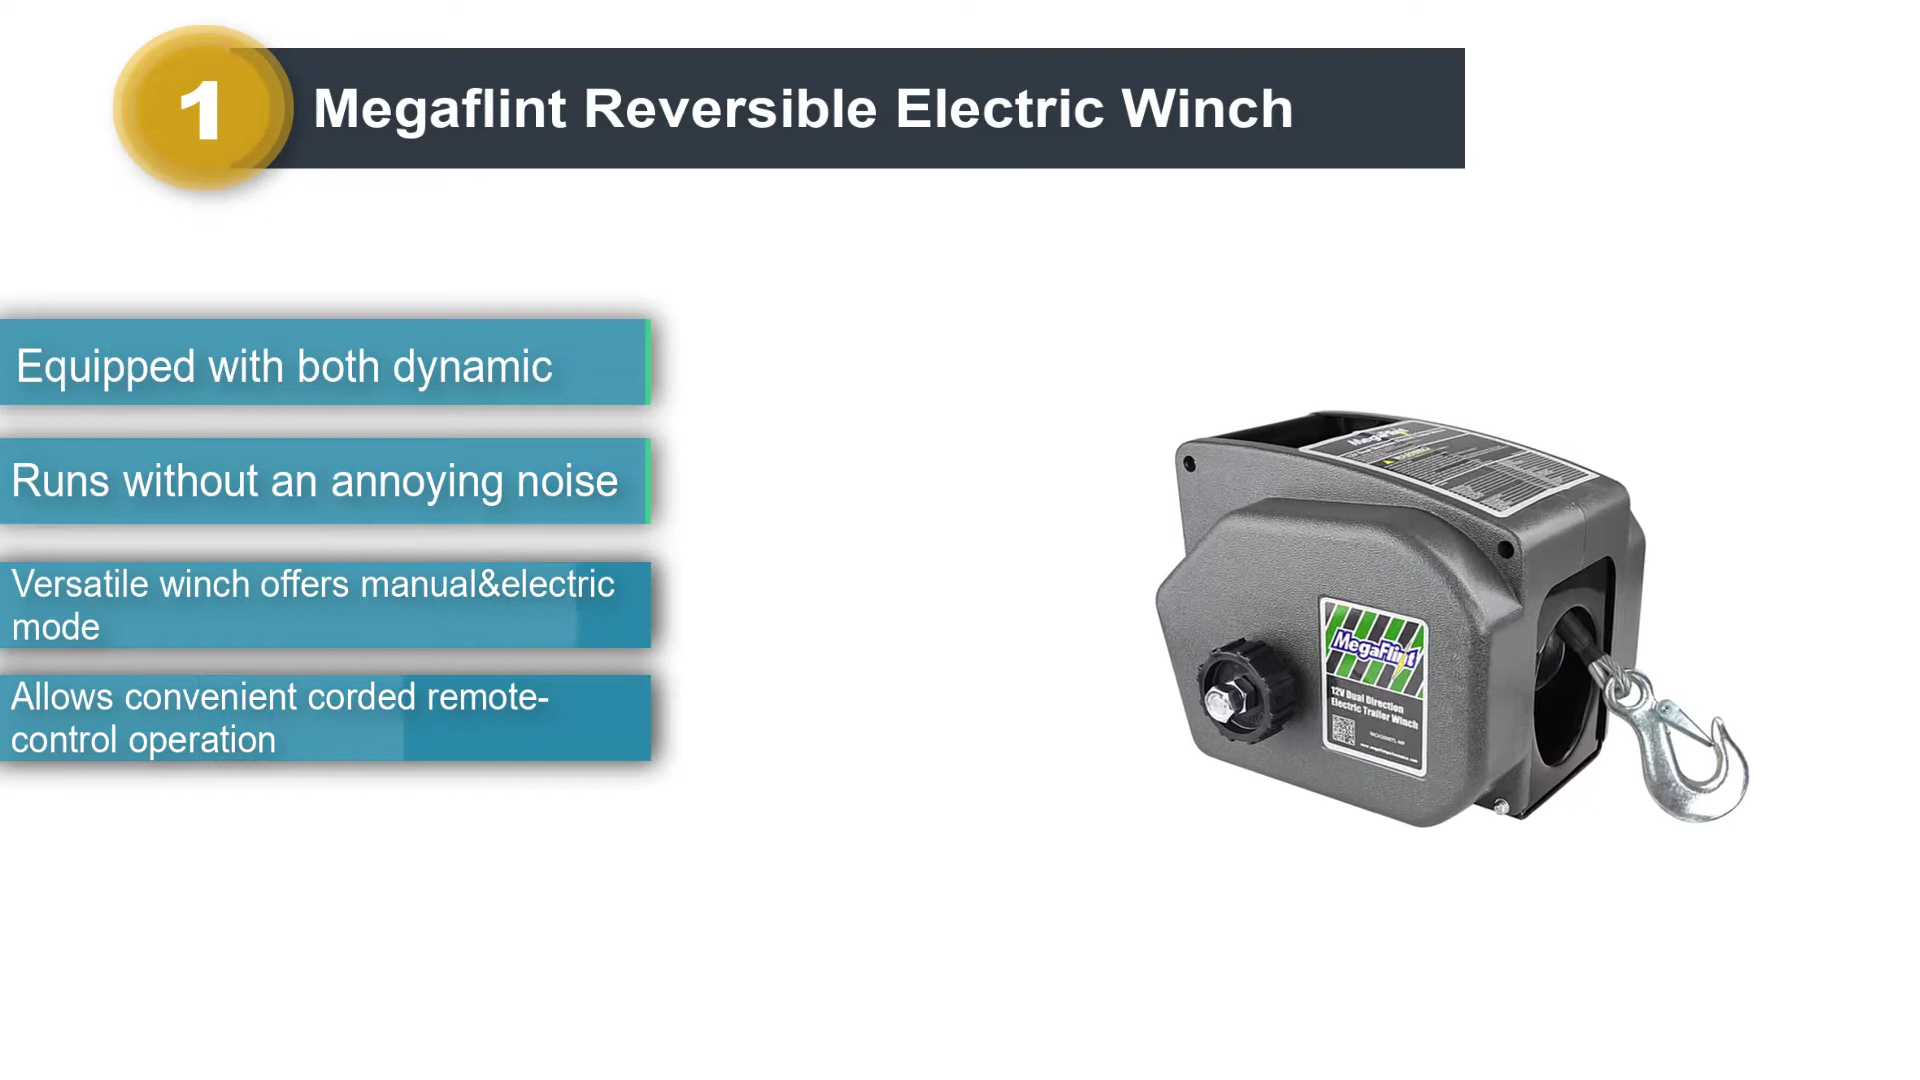 1
Megaflint Reversible Electric Winch
Equipped with both dynamic
Runs without an annoying noise
Versatile winch offers manual&electric
mode
Allows convenient corded remote-
control operation
MegaFlint
12V Dual Direction
Electric Trailer Winch